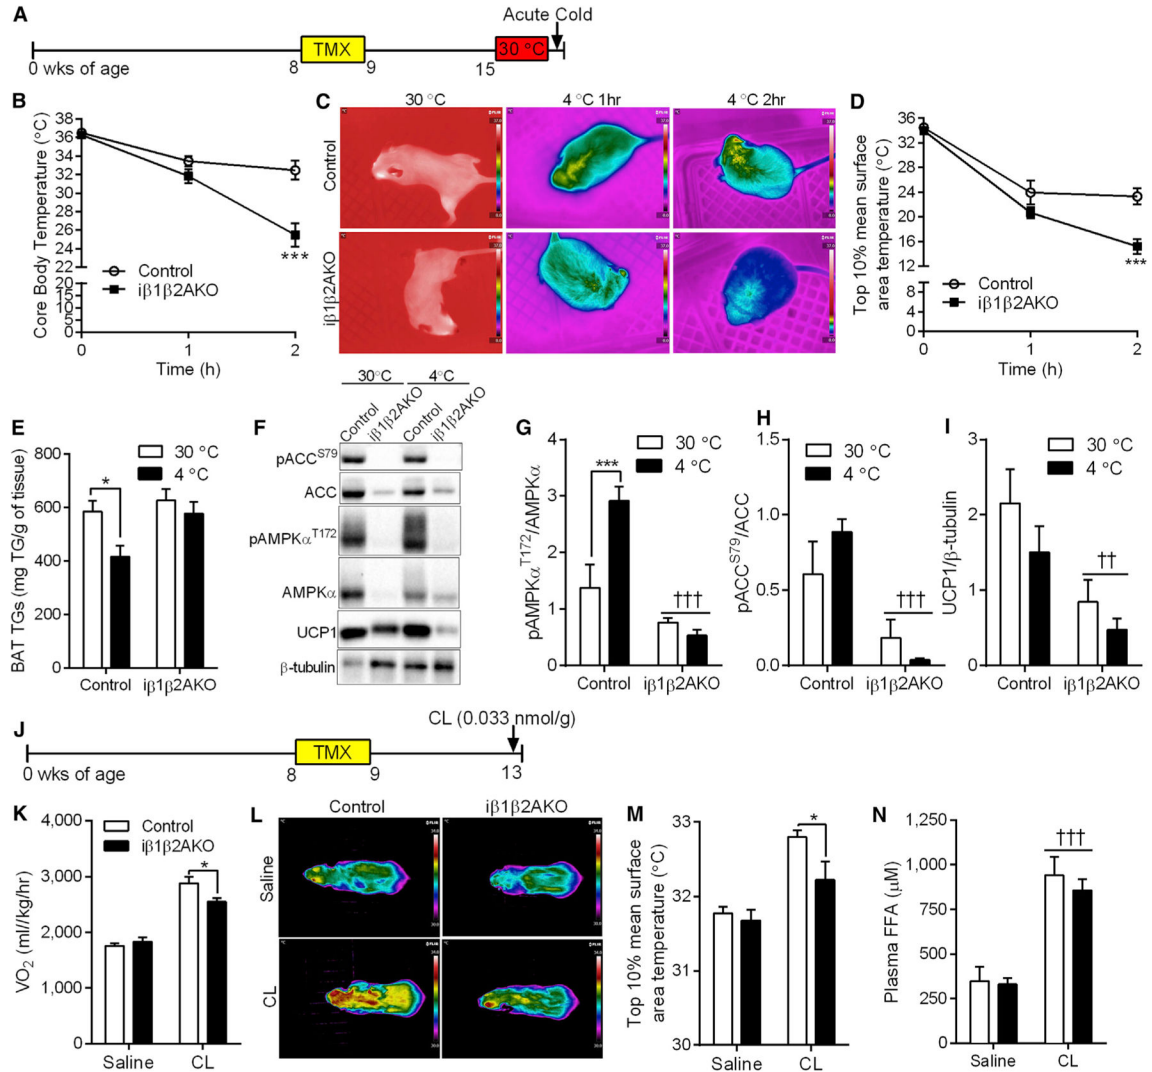 A
Acute Cold
TMX
30 °C
0 wks of age
8
9
15
B
Core Body Temperature (°C)
38
36
34
32
30
28
26
24
22
20
15
10
5
0
Control
iβ1β2AKO
***
0
1
2
Time (h)
C
30 °C
4 °C 1hr
4 °C 2hr
Control
iβ1β2AKO
D
Top 10% mean surface
area temperature (°C)
36
32
28
24
20
16
12
8
4
0
Control
iβ1β2AKO
***
0
1
2
Time (h)
E
BAT TGs (mg TG/g of tissue)
800
600
400
200
0
30 °C
4 °C
*
Control
iβ1β2AKO
F
30°C
4°C
Control
iβ1β2AKO
Control
iβ1β2AKO
pACC^S79
ACC
pAMPKα^T172
AMPKα
UCP1
β-tubulin
G
pAMPKα^T172/AMPKα
4
3
2
1
0
30 °C
4 °C
***
†††
Control
iβ1β2AKO
H
pACC^S79/ACC
1.5
1.0
0.5
0.0
30 °C
4 °C
†††
Control
iβ1β2AKO
I
UCP1/β-tubulin
3
2
1
0
30 °C
4 °C
††
Control
iβ1β2AKO
J
CL (0.033 nmol/g)
TMX
0 wks of age
8
9
13
K
VO2 (ml//kg/hr)
4,000
3,000
2,000
1,000
0
Control
iβ1β2AKO
*
Saline
CL
L
Control
iβ1β2AKO
Saline
CL
M
Top 10% mean surface
area temperature (°C)
33
32
31
30
*
Saline
CL
N
Plasma FFA (μM)
1,250
1,000
750
500
250
0
†††
Saline
CL